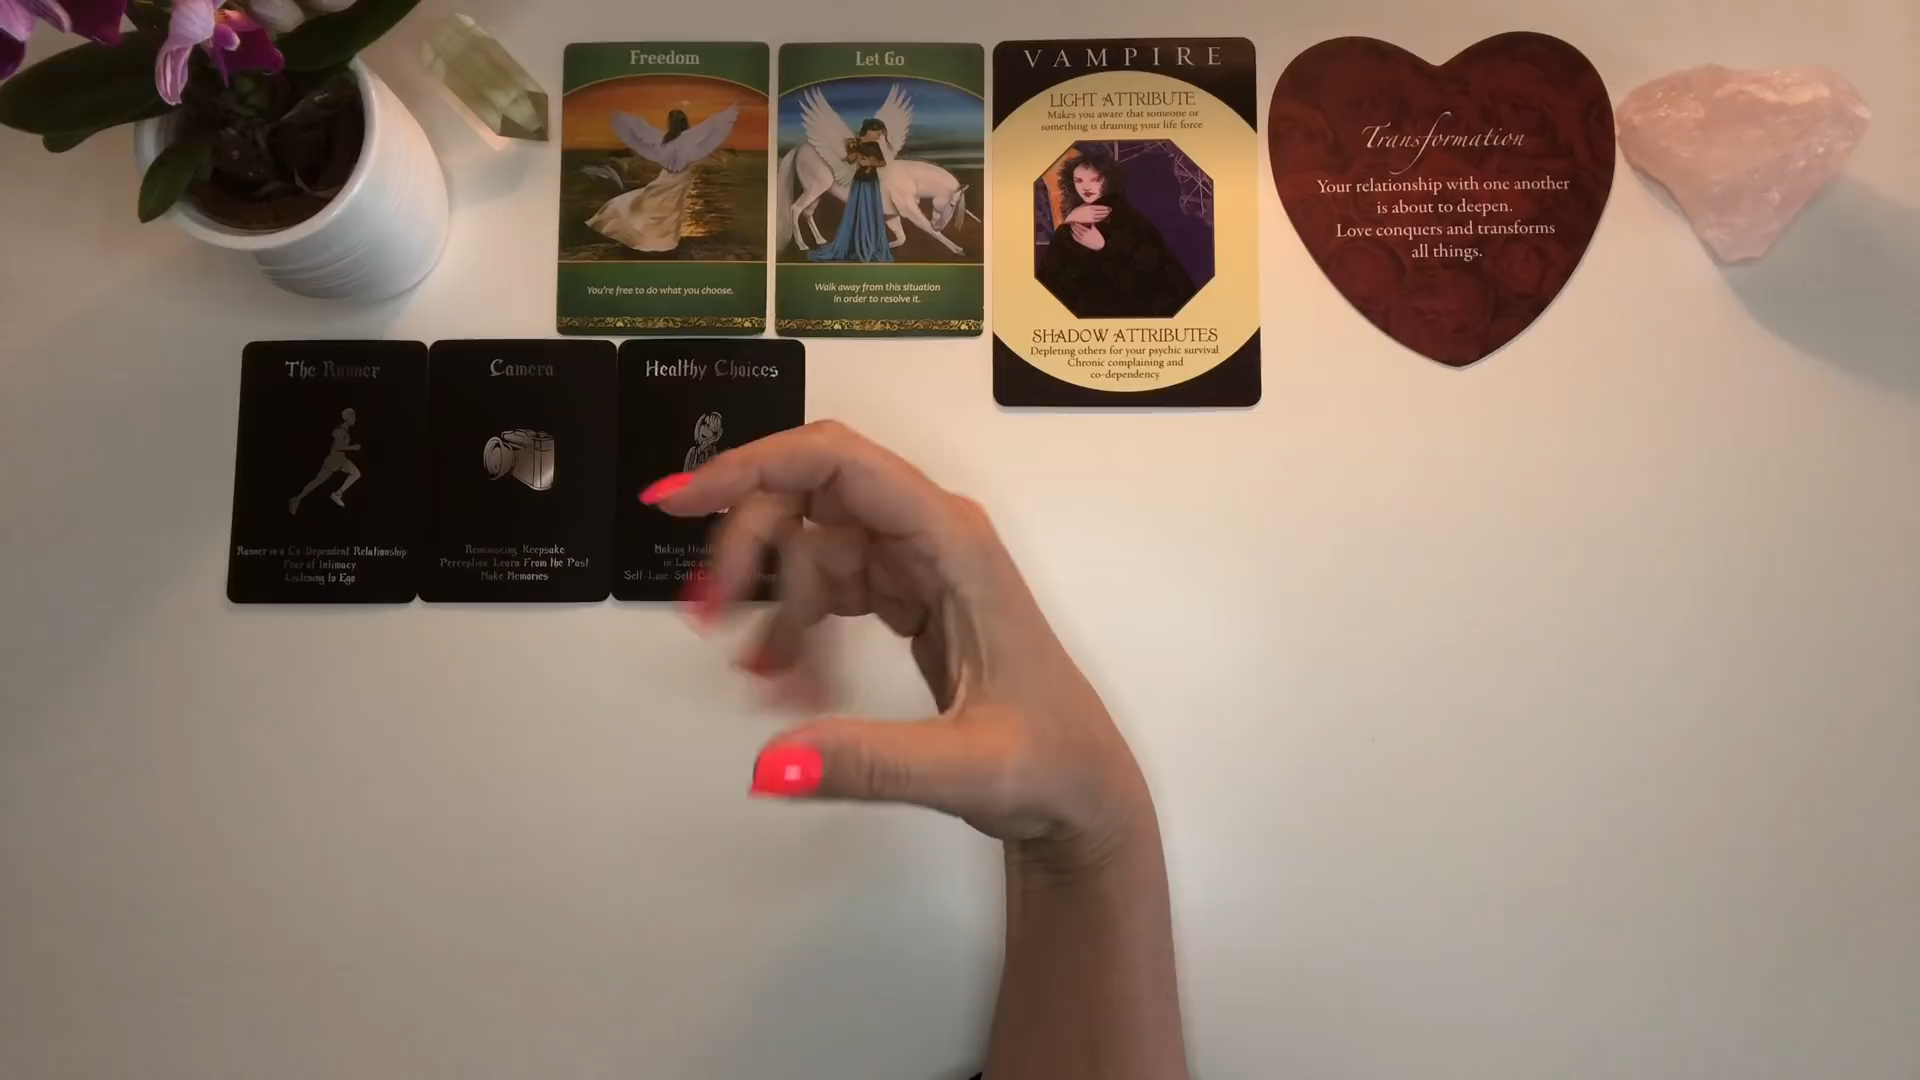 Freedom
You're free to do what you choose.
Let Go
Walk away from this situation
in order to resolve it.
VAMPIRE
LIGHT ATTRIBUTE
Makes you aware that someone or
something is draining your life force
SHADOW ATTRIBUTES
Depleting others for your psychic survival
Chronic complaining and
co-dependency
Transformation
Your relationship with one another
is about to deepen.
Love conquers and transforms
all things.
The Runner
Runner in a Co Dependent Relationship
Fear of Intimacy
Listening to Ego
Camera
Reminiscing Keepsake
Perception Learn From the Past
Make Memories
Healthy Choices
Making
in Love
Self Love Self